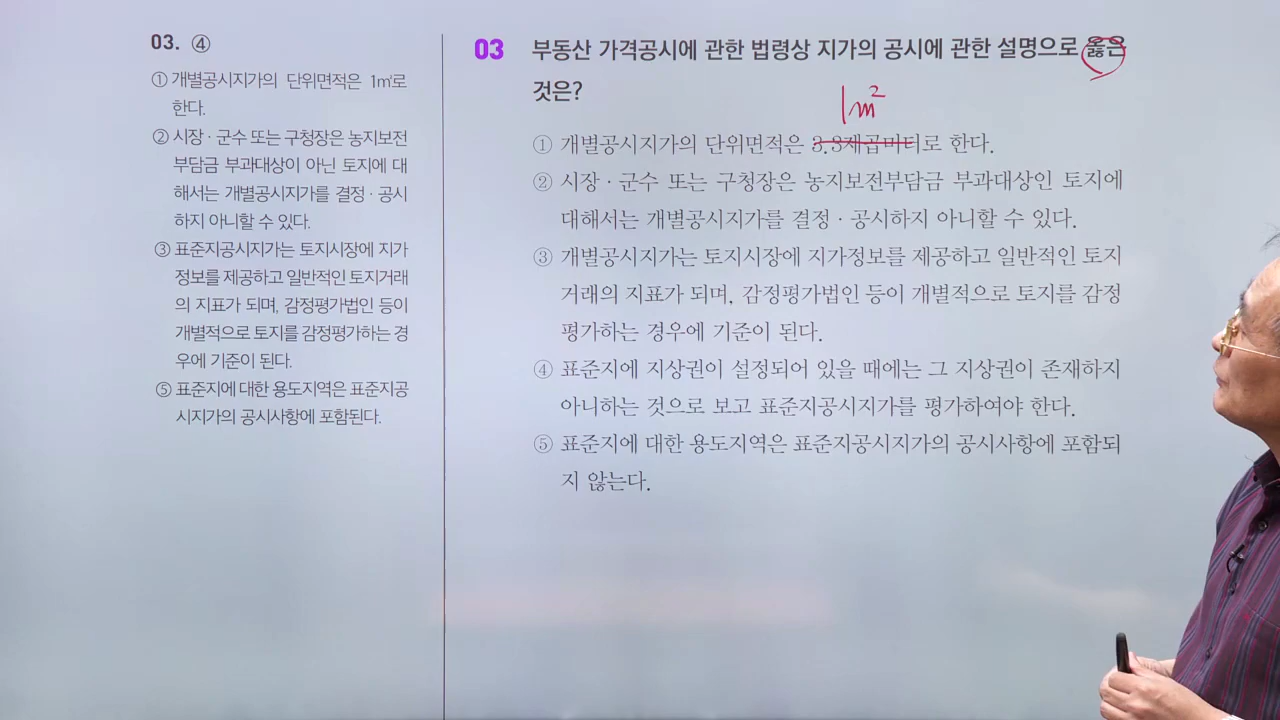 03. ④
① 개별공시지가의 단위면적은 1㎡로
한다.
② 시장 · 군수 또는 구청장은 농지보전
부담금 부과대상이 아닌 토지에 대
해서는 개별공시지가를 결정 · 공시
하지 아니할 수 있다.
③ 표준지공시지가는 토지시장에 지가
정보를 제공하고 일반적인 토지거래
의 지표가 되며, 감정평가법인 등이
개별적으로 토지를 감정평가하는 경
우에 기준이 된다.
⑤ 표준지에 대한 용도지역은 표준지공
시지가의 공시사항에 포함된다.
03 부동산 가격공시에 관한 법령상 지가의 공시에 관한 설명으로 옳은
것은?
1m²
① 개별공시지가의 단위면적은 3.3제곱미터로 한다.
② 시장 · 군수 또는 구청장은 농지보전부담금 부과대상인 토지에
대해서는 개별공시지가를 결정 · 공시하지 아니할 수 있다.
③ 개별공시지가는 토지시장에 지가정보를 제공하고 일반적인 토지
거래의 지표가 되며, 감정평가법인 등이 개별적으로 토지를 감정
평가하는 경우에 기준이 된다.
④ 표준지에 지상권이 설정되어 있을 때에는 그 지상권이 존재하지
아니하는 것으로 보고 표준지공시지가를 평가하여야 한다.
⑤ 표준지에 대한 용도지역은 표준지공시지가의 공시사항에 포함되
지 않는다.